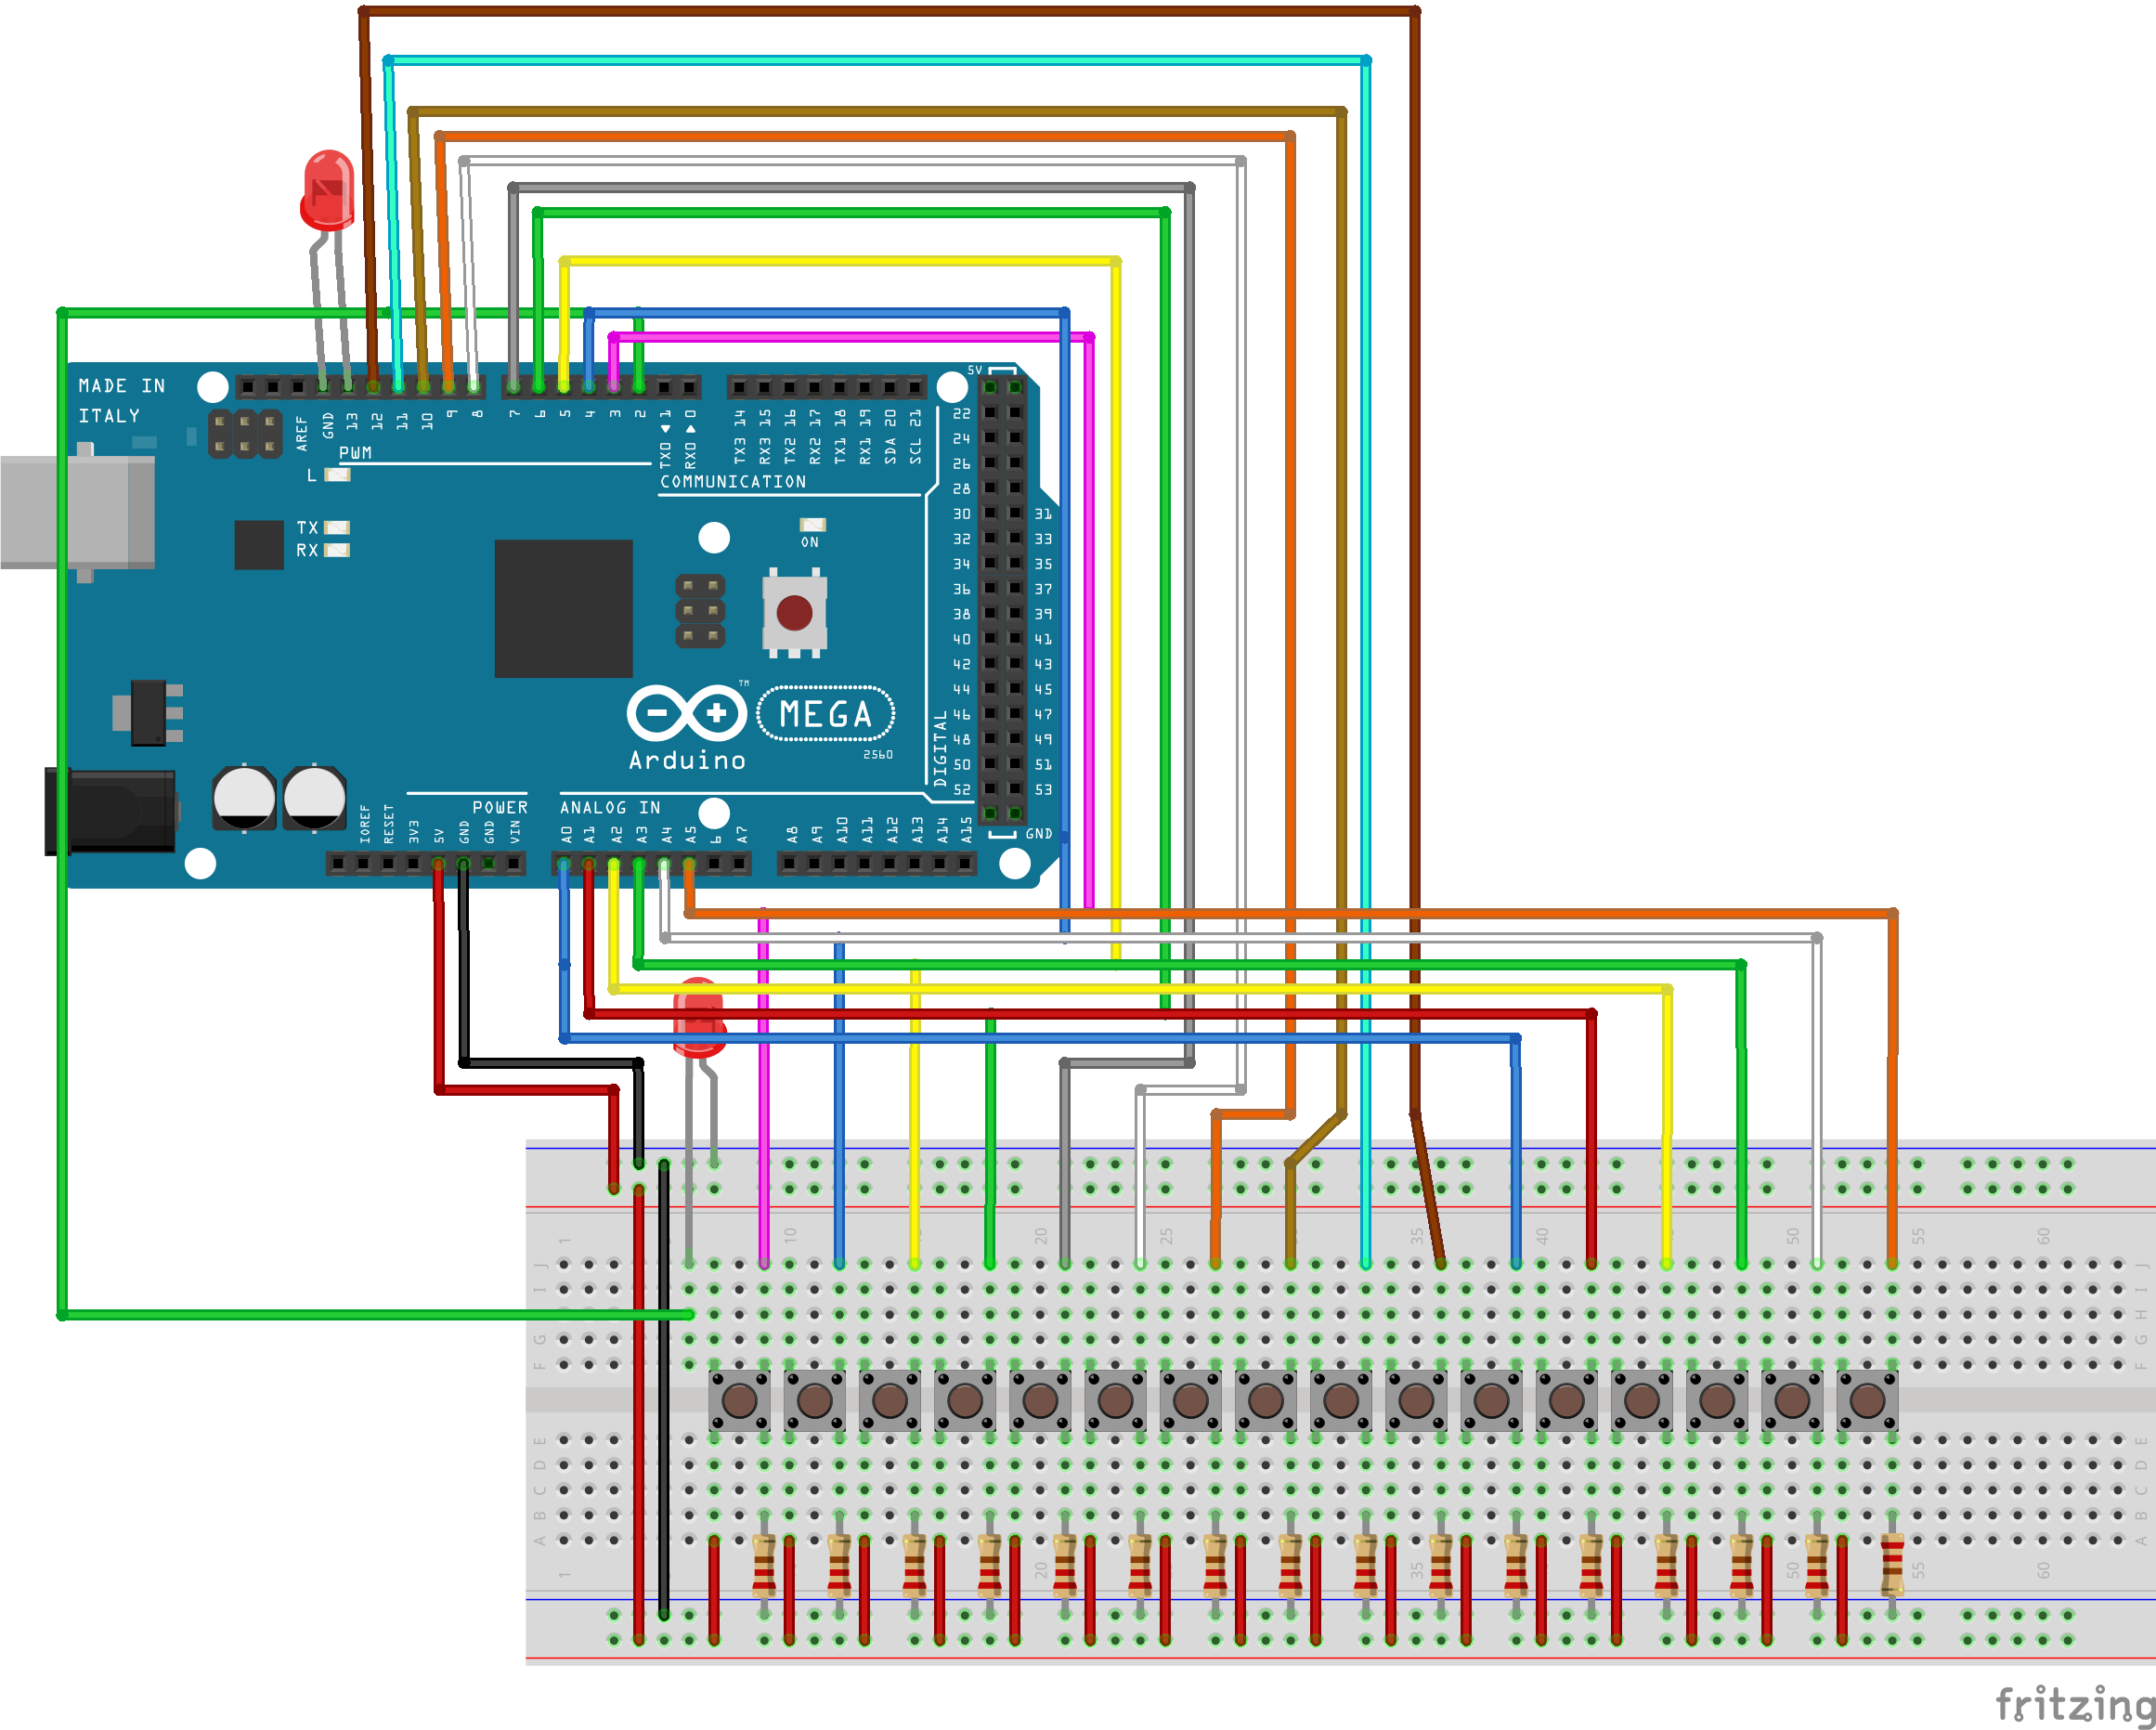 MADE IN
ITALY
AREF
GND
13
12
11
10
9
8
7
6
5
4
3
2
TX0 1
RX0 0
TX3 14
RX3 15
TX2 16
RX2 17
TX1 18
RX1 19
SDA 20
SCL 21
5V
PWM
L
COMMUNICATION
TX
RX
ON
22
24
26
28
30 31
32 33
34 35
36 37
38 39
40 41
42 43
44 45
46 47
48 49
50 51
52 53
GND
DIGITAL
TM
MEGA
Arduino
2560
POWER
ANALOG IN
IOREF
RESET
3V3
5V
GND
GND
VIN
A0
A1
A2
A3
A4
A5
6
A7
A8
A9
A10
A11
A12
A13
A14
A15
1 10 20 25 35 40 50 55 60
J J
I I
H
G G
F F
E E
D D
C C
B B
A A
1 20 35 50 55 60
fritzing